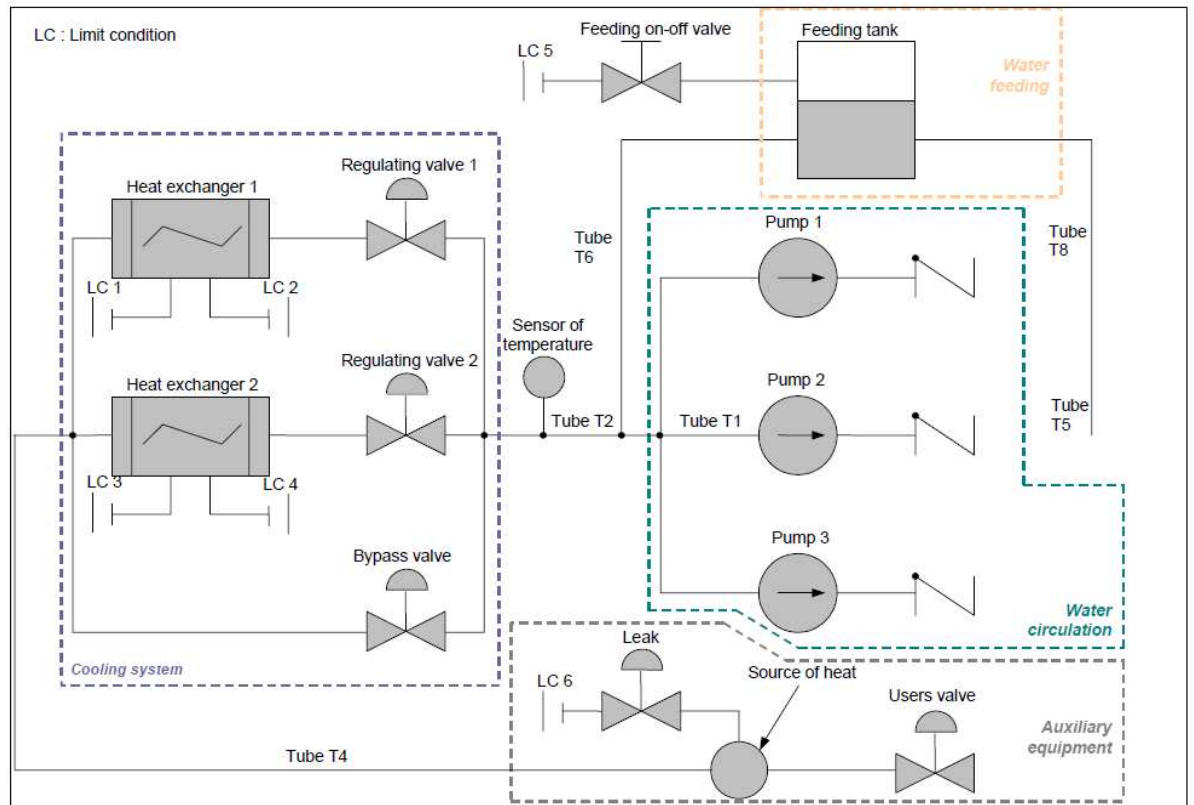 LC : Limit condition
Feeding on-off valve
Feeding tank
LC 5
Water
feeding
Regulating valve 1
Heat exchanger 1
Pump 1
Tube
T6
Tube
T8
LC 1
LC 2
Sensor of
temperature
Regulating valve 2
Heat exchanger 2
Pump 2
Tube T2
Tube T1
Tube
T5
LC 3
LC 4
Pump 3
Bypass valve
Water
circulation
Leak
Cooling system
LC 6
Source of heat
Users valve
Auxiliary
equipment
Tube T4